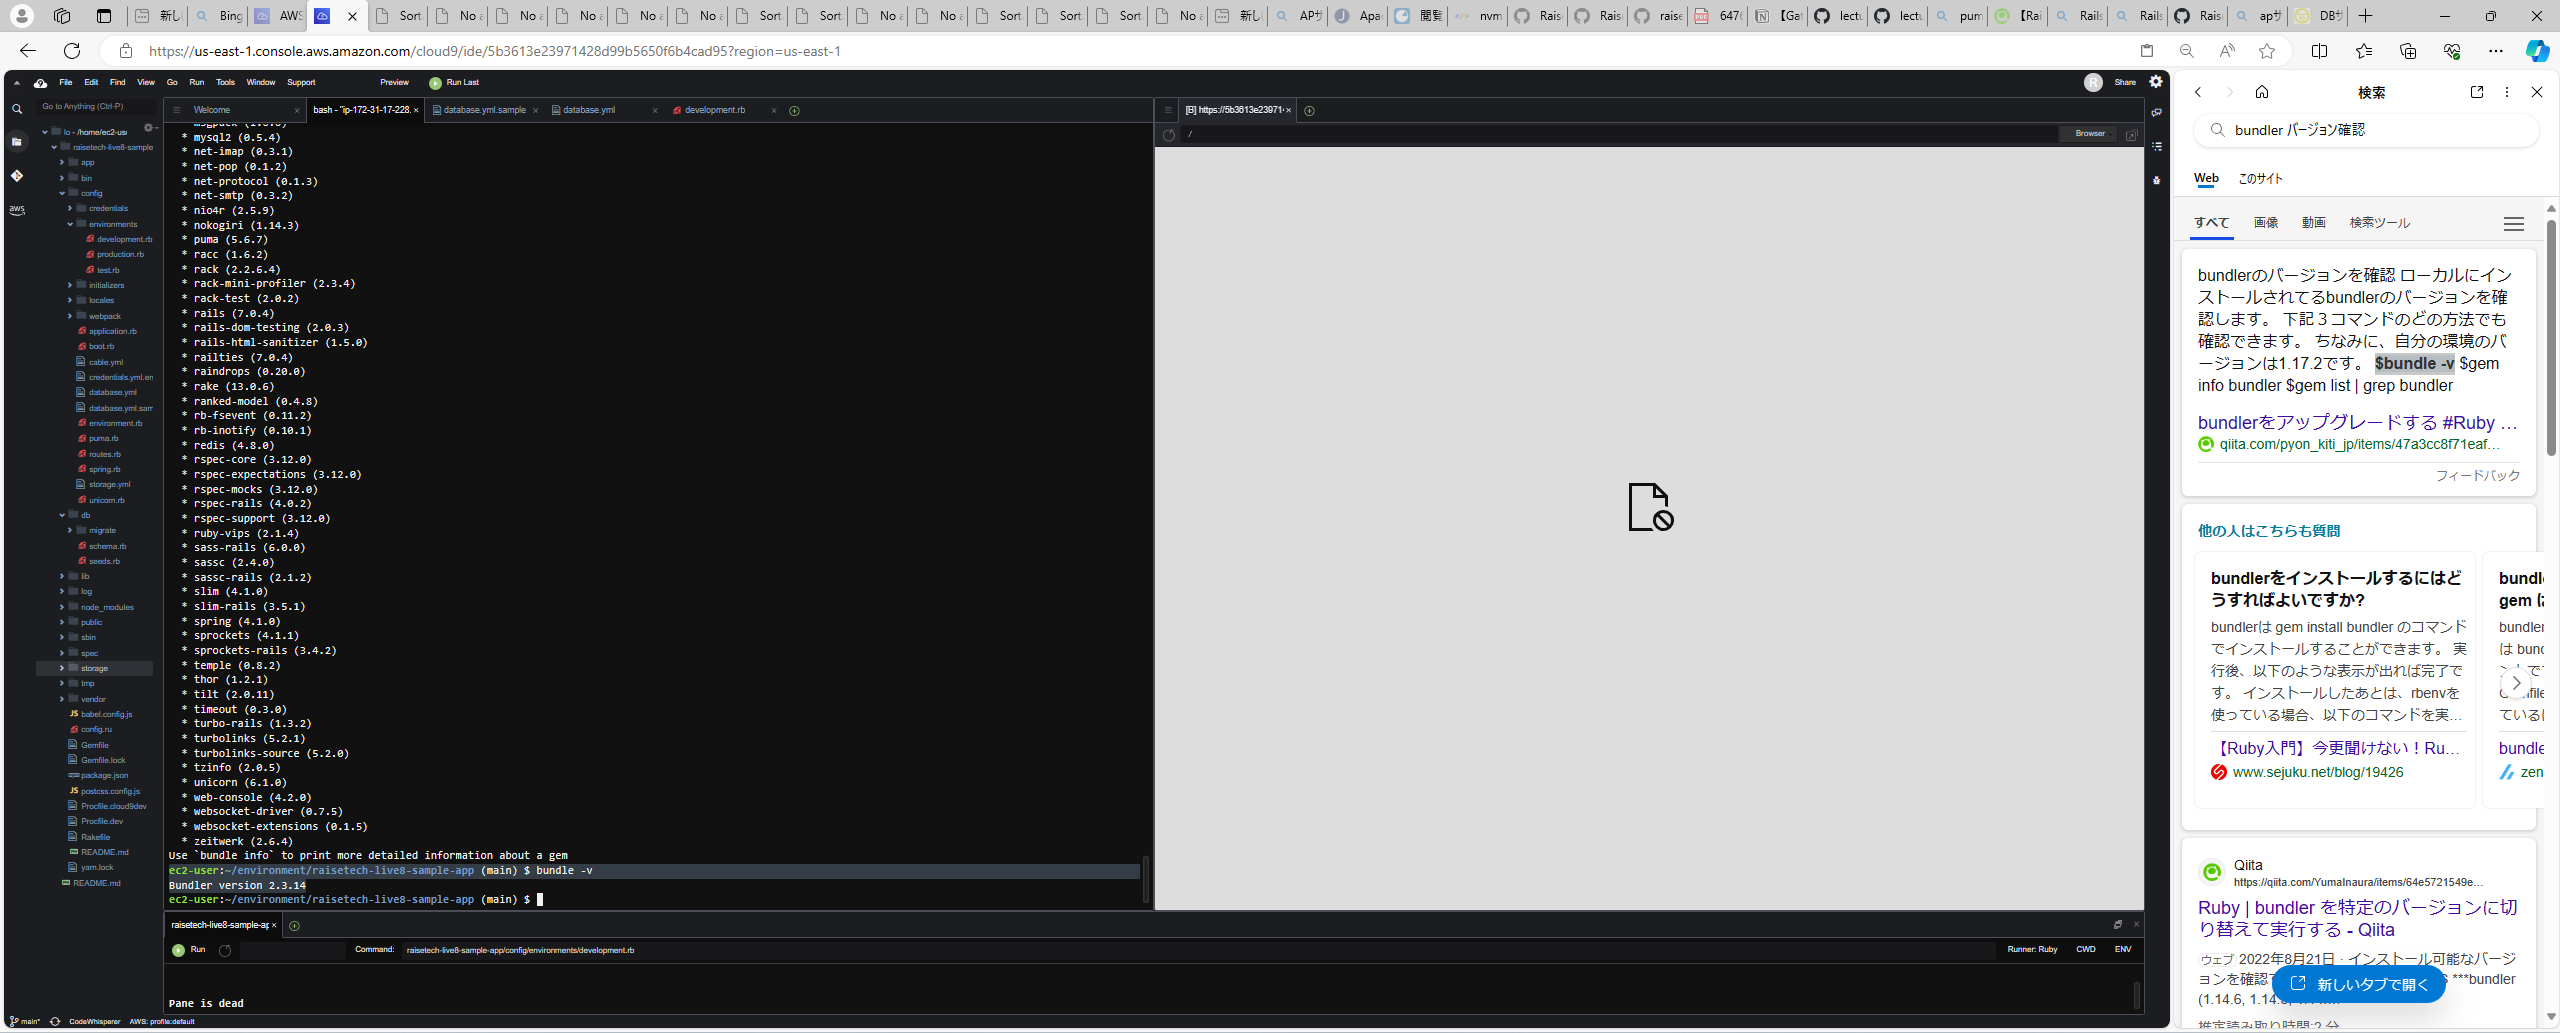 新し
Bing
AWS
Sort
No a
No a
No a
No a
No a
Sort
Sort
No a
No a
Sort
Sort
Sort
No a
新し
APサ
Apac
閲覧
nvm
Raise
Raise
raise
6476
【Gat
lectu
lectu
pum
【Rai
Rails
Rails
Raise
apサ
DBサ
https://us-east-1.console.aws.amazon.com/cloud9/ide/5b3613e23971428d99b5650f6b4cad95?region=us-east-1
File Edit Find View Go Run Tools Window Support Preview Run Last
R Share
Go to Anything (Ctrl-P)
lo - /home/ec2-use
raisetech-live8-sample
app
bin
config
credentials
environments
development.rb
production.rb
test.rb
initializers
locales
webpack
application.rb
boot.rb
cable.yml
credentials.yml.en
database.yml
database.yml.sam
environment.rb
puma.rb
routes.rb
spring.rb
storage.yml
unicorn.rb
db
migrate
schema.rb
seeds.rb
lib
log
node_modules
public
sbin
spec
storage
tmp
vendor
babel.config.js
config.ru
Gemfile
Gemfile.lock
package.json
postcss.config.js
Procfile.cloud9dev
Procfile.dev
Rakefile
README.md
yarn.lock
README.md
Welcome
bash - "ip-172-31-17-228.
database.yml.sample
database.yml
development.rb
* mysql2 (0.5.4)
* net-imap (0.3.1)
* net-pop (0.1.2)
* net-protocol (0.1.3)
* net-smtp (0.3.2)
* nio4r (2.5.9)
* nokogiri (1.14.3)
* puma (5.6.7)
* racc (1.6.2)
* rack (2.2.6.4)
* rack-mini-profiler (2.3.4)
* rack-test (2.0.2)
* rails (7.0.4)
* rails-dom-testing (2.0.3)
* rails-html-sanitizer (1.5.0)
* railties (7.0.4)
* raindrops (0.20.0)
* rake (13.0.6)
* ranked-model (0.4.8)
* rb-fsevent (0.11.2)
* rb-inotify (0.10.1)
* redis (4.8.0)
* rspec-core (3.12.0)
* rspec-expectations (3.12.0)
* rspec-mocks (3.12.0)
* rspec-rails (4.0.2)
* rspec-support (3.12.0)
* ruby-vips (2.1.4)
* sass-rails (6.0.0)
* sassc (2.4.0)
* sassc-rails (2.1.2)
* slim (4.1.0)
* slim-rails (3.5.1)
* spring (4.1.0)
* sprockets (4.1.1)
* sprockets-rails (3.4.2)
* temple (0.8.2)
* thor (1.2.1)
* tilt (2.0.11)
* timeout (0.3.0)
* turbo-rails (1.3.2)
* turbolinks (5.2.1)
* turbolinks-source (5.2.0)
* tzinfo (2.0.5)
* unicorn (6.1.0)
* web-console (4.2.0)
* websocket-driver (0.7.5)
* websocket-extensions (0.1.5)
* zeitwerk (2.6.4)
Use `bundle info` to print more detailed information about a gem
ec2-user:~/environment/raisetech-live8-sample-app (main) $ bundle -v
Bundler version 2.3.14
ec2-user:~/environment/raisetech-live8-sample-app (main) $
[B] https://5b3613e23971
/
Browser
raisetech-live8-sample-ap
Run
Command: raisetech-live8-sample-app/config/environments/development.rb
Runner: Ruby CWD ENV
Pane is dead
main* CodeWhisperer AWS: profile:default
検索
bundler バージョン確認
Web このサイト
すべて 画像 動画 検索ツール
bundlerのバージョンを確認 ローカルにイン
ストールされてるbundlerのバージョンを確
認します。 下記３コマンドのどの方法でも
確認できます。 ちなみに、自分の環境のバ
ージョンは1.17.2です。 $bundle -v $gem
info bundler $gem list | grep bundler
bundlerをアップグレードする #Ruby …
qiita.com/pyon_kiti_jp/items/47a3cc8f71eaf…
フィードバック
他の人はこちらも質問
bundlerをインストールするにはど
うすればよいですか?
bundlerは gem install bundler のコマンド
でインストールすることができます。 実
行後、以下のような表示が出れば完了で
す。 インストールしたあとは、rbenvを
使っている場合、以下のコマンドを実…
【Ruby入門】今更聞けない！Ru…
www.sejuku.net/blog/19426
bundl
gem
bundler
は bund
ているに
bundle
zen
Qiita
https://qiita.com/YumaInaura/items/64e5721549e…
Ruby | bundler を特定のバージョンに切
り替えて実行する - Qiita
ウェブ 2022年8月21日 · インストール可能なバージ
ョンを確認
***bundler
(1.14.6, 1.14.
新しいタブで開く
推定読み取り時間:2 分